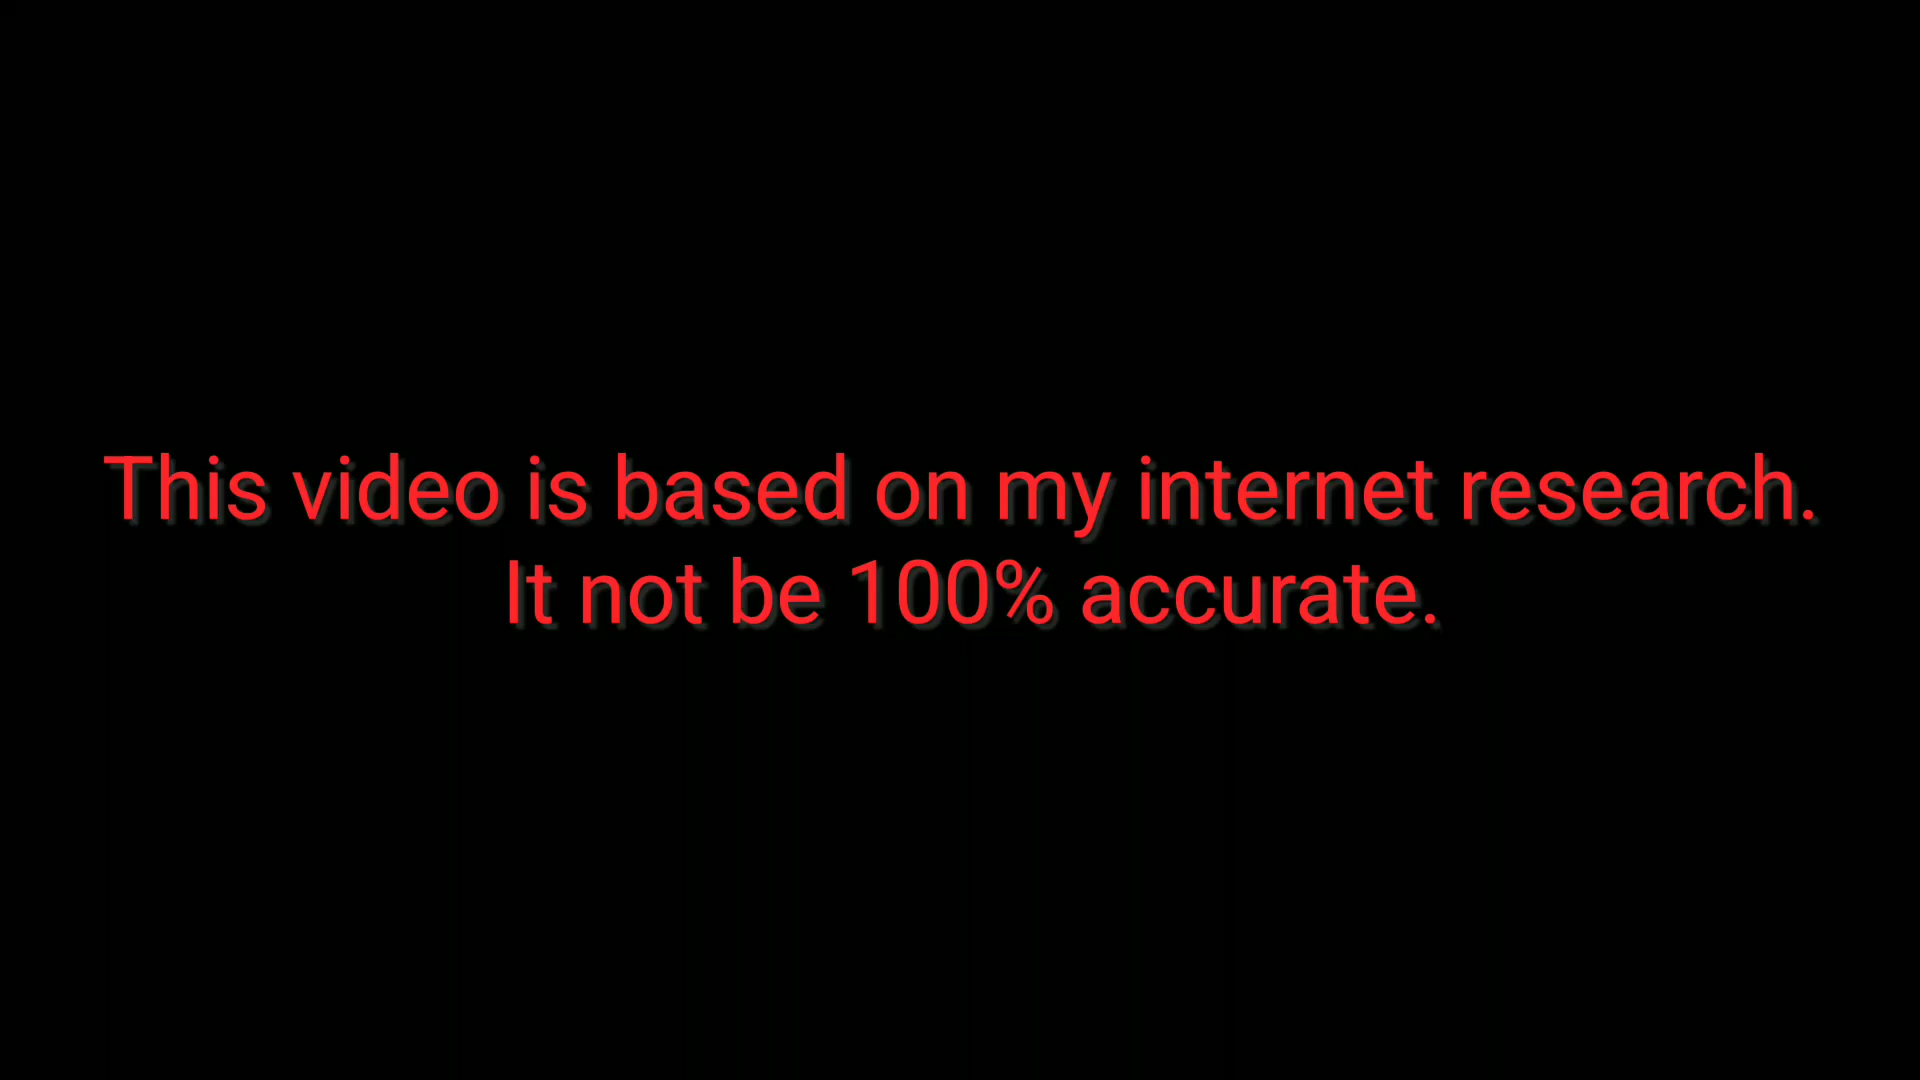 This video is based on my internet research.
It not be 100% accurate.